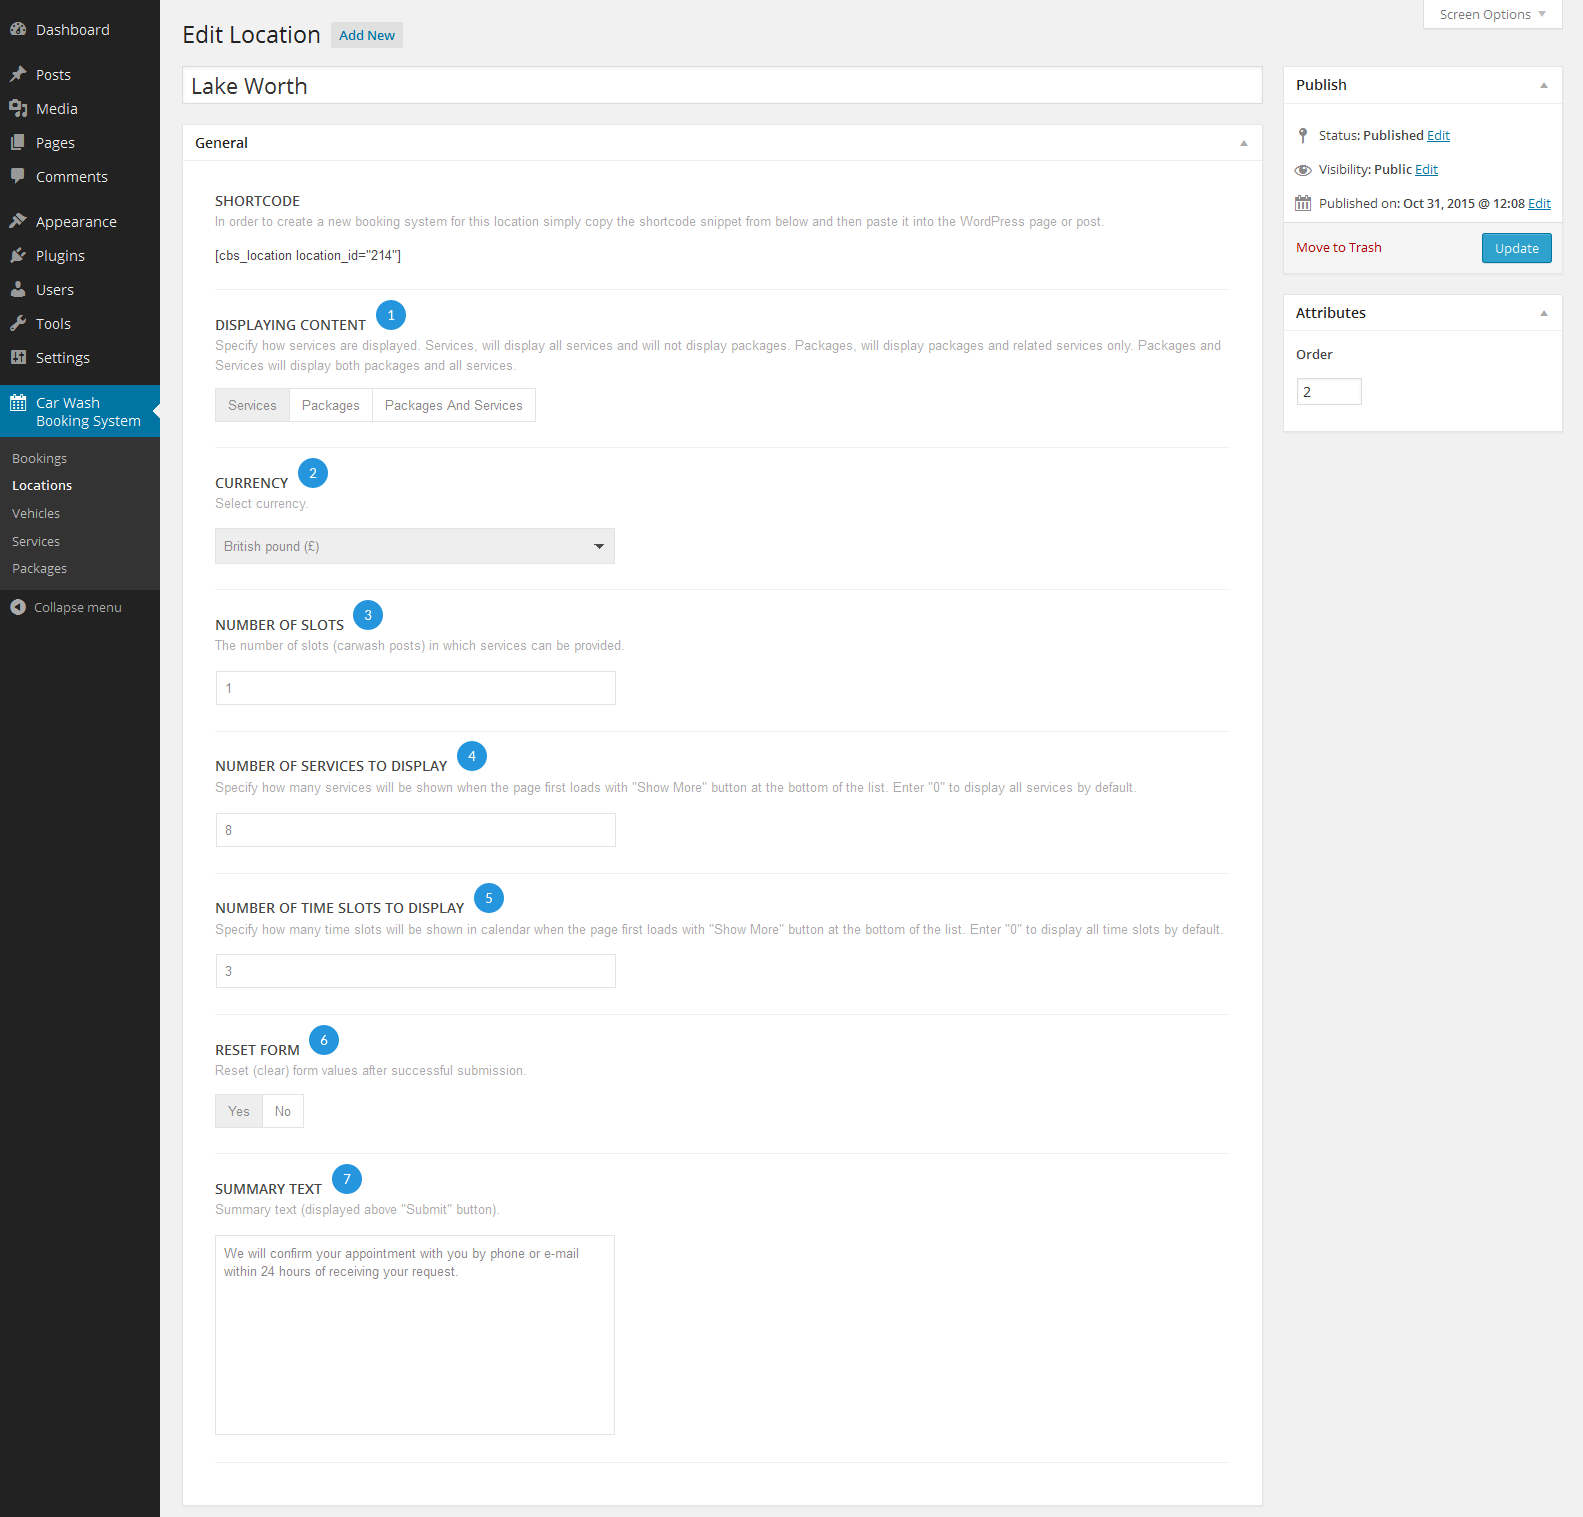 Dashboard
Posts
Media
Pages
Comments
Appearance
Plugins
Users
Tools
Settings
Car Wash
Booking System
Bookings
Locations
Vehicles
Services
Packages
Collapse menu
Screen Options
Edit Location Add New
Lake Worth
General
SHORTCODE
In order to create a new booking system for this location simply copy the shortcode snippet from below and then paste it into the WordPress page or post.
[cbs_location location_id="214"]
DISPLAYING CONTENT 1
Specify how services are displayed. Services, will display all services and will not display packages. Packages, will display packages and related services only. Packages and
Services will display both packages and all services.
Services Packages Packages And Services
CURRENCY 2
Select currency.
British pound (£)
NUMBER OF SLOTS 3
The number of slots (carwash posts) in which services can be provided.
1
NUMBER OF SERVICES TO DISPLAY 4
Specify how many services will be shown when the page first loads with "Show More" button at the bottom of the list. Enter "0" to display all services by default.
8
NUMBER OF TIME SLOTS TO DISPLAY 5
Specify how many time slots will be shown in calendar when the page first loads with "Show More" button at the bottom of the list. Enter "0" to display all time slots by default.
3
RESET FORM 6
Reset (clear) form values after successful submission.
Yes No
SUMMARY TEXT 7
Summary text (displayed above "Submit" button).
We will confirm your appointment with you by phone or e-mail
within 24 hours of receiving your request.
Publish
Status: Published Edit
Visibility: Public Edit
Published on: Oct 31, 2015 @ 12:08 Edit
Move to Trash Update
Attributes
Order
2